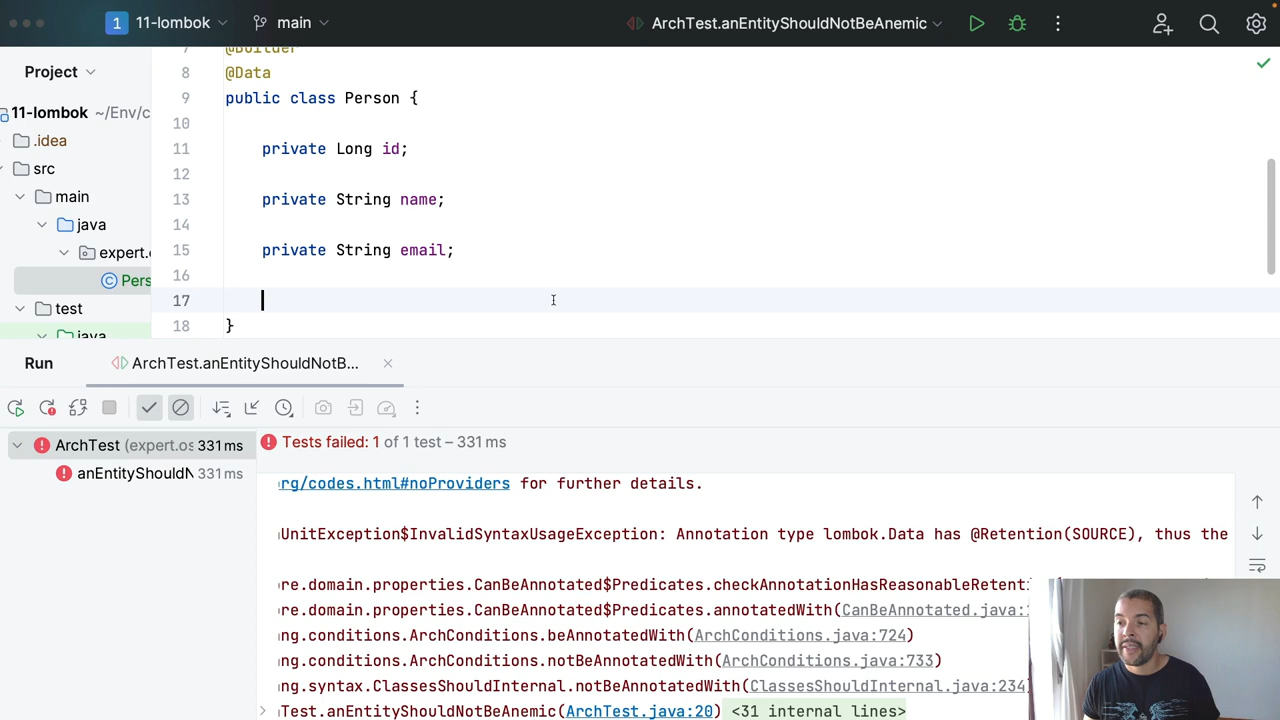 1 11-lombok main ArchTest.anEntityShouldNotBeAnemic
Project
11-lombok ~/Env/c
.idea
src
main
java
expert.
Pers
test
java
7 @Builder
8 @Data
9 public class Person {
10
11 private Long id;
12
13 private String name;
14
15 private String email;
16
17
18 }
Run ArchTest.anEntityShouldNotB...
ArchTest (expert.os 331 ms
anEntityShouldN 331 ms
Tests failed: 1 of 1 test – 331 ms
rg/codes.html#noProviders for further details.
UnitException$InvalidSyntaxUsageException: Annotation type lombok.Data has @Retention(SOURCE), thus the
re.domain.properties.CanBeAnnotated$Predicates.checkAnnotationHasReasonableRetenti
re.domain.properties.CanBeAnnotated$Predicates.annotatedWith(CanBeAnnotated.java:
ng.conditions.ArchConditions.beAnnotatedWith(ArchConditions.java:724)
ng.conditions.ArchConditions.notBeAnnotatedWith(ArchConditions.java:733)
ng.syntax.ClassesShouldInternal.notBeAnnotatedWith(ClassesShouldInternal.java:234)
Test.anEntityShouldNotBeAnemic(ArchTest.java:20) <31 internal lines>